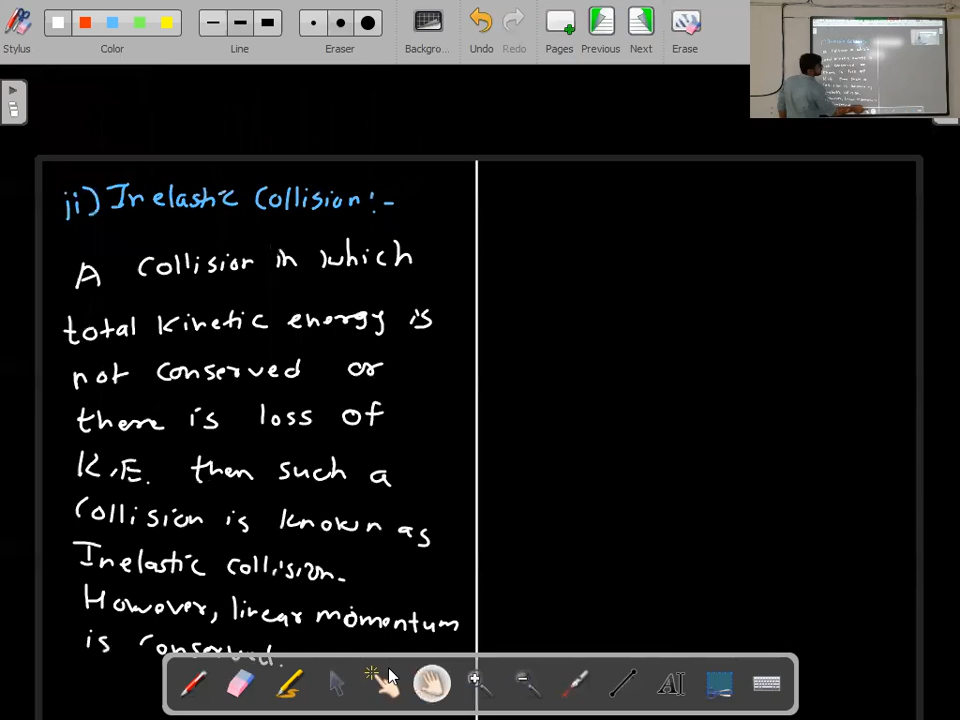 Stylus
Color
Line
Eraser
Backgro...
Undo
Redo
Pages
Previous
Next
Erase
ii) Inelastic Collision:-
A collision in which
total kinetic energy is
not conserved or
there is loss of
K.E. then such a
Collision is known as
Inelastic collision.
However, linear momentum
is conserved.